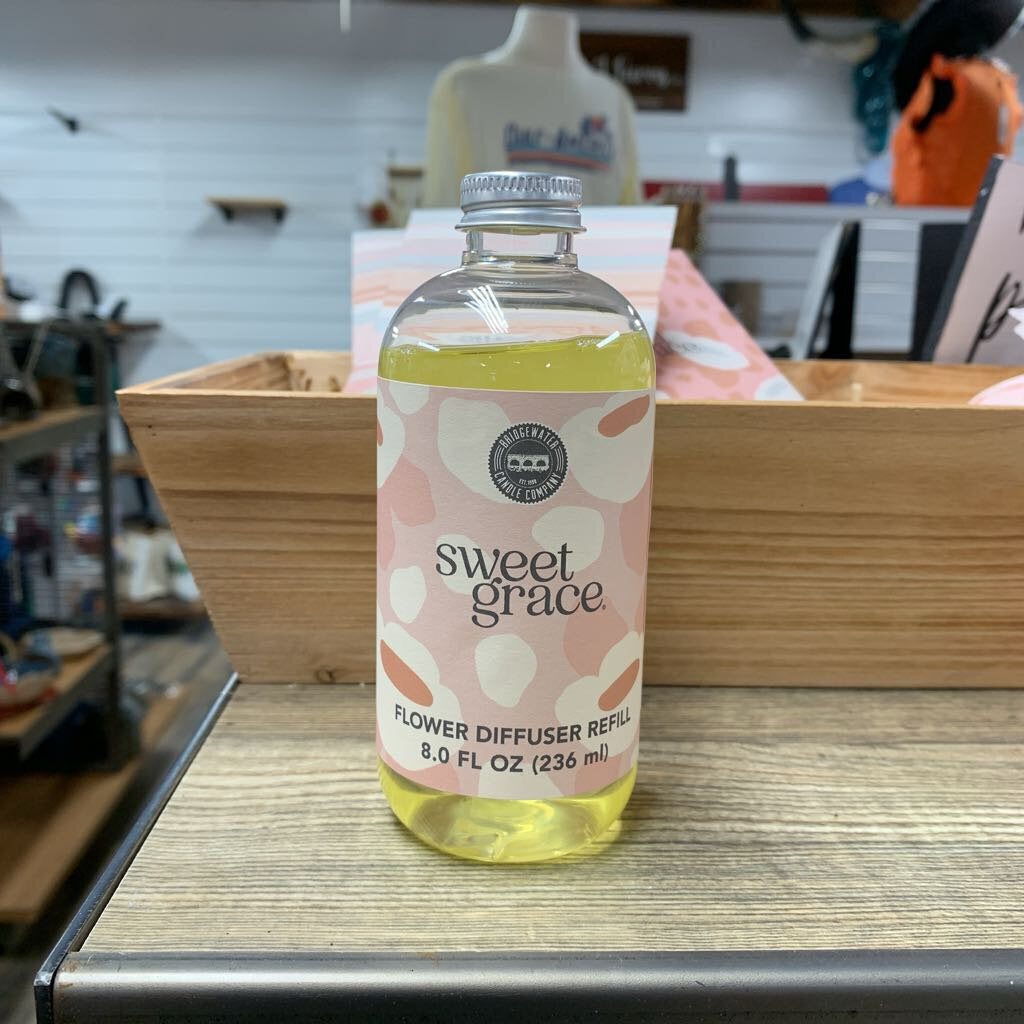 BRIDGEWATER
EST. 1998
CANDLE COMPANY
sweet
grace®
FLOWER DIFFUSER REFILL
8.0 FL OZ (236 ml)